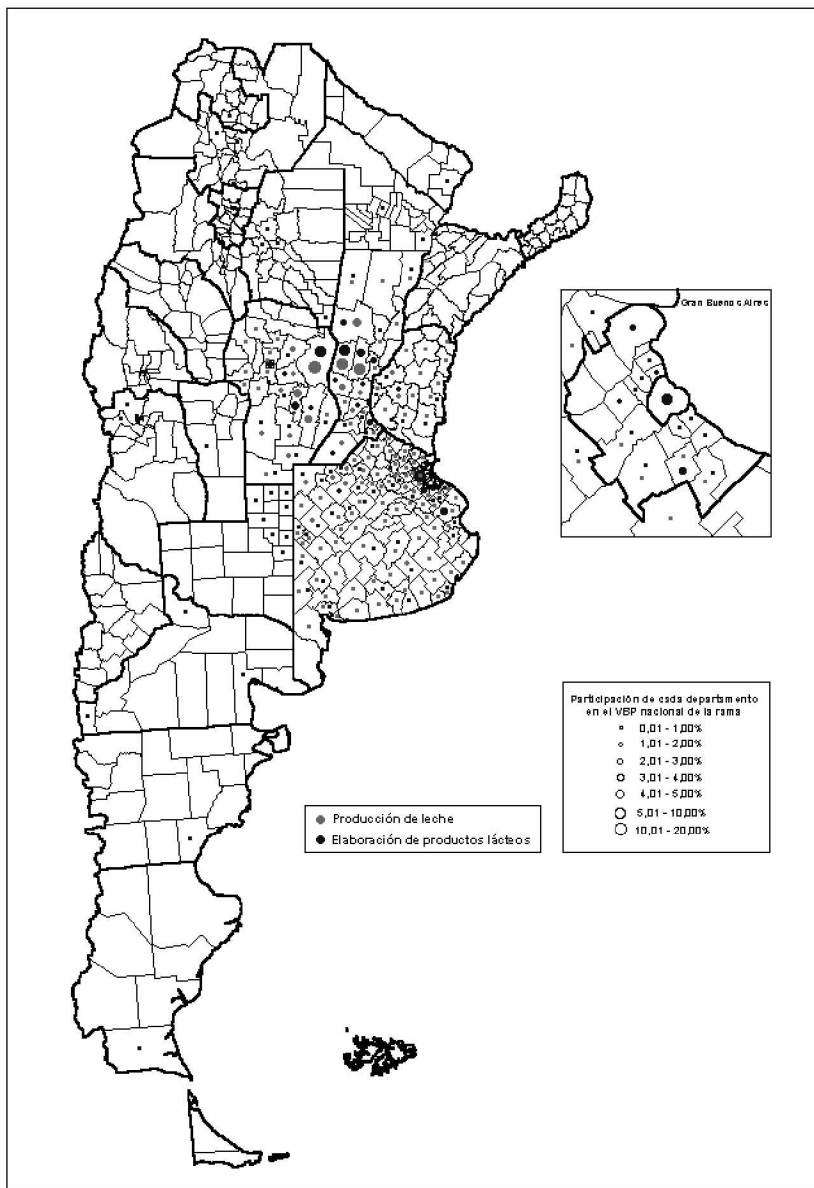 Gran Buenos Aires
Participación de cada departamento
en el VBP nacional de la rama
0,01 - 1,00%
1,01 - 2,00%
2,01 - 3,00%
3,01 - 4,00%
4,01 - 5,00%
5,01 - 10,00%
10,01 - 20,00%
Producción de leche
Elaboración de productos lácteos